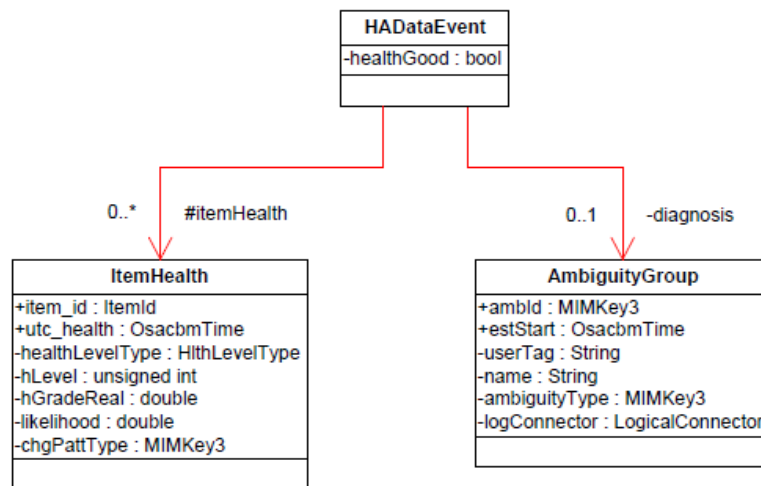 HADataEvent
-healthGood : bool
0..*
#itemHealth
0..1
-diagnosis
ItemHealth
+item_id : ItemId
+utc_health : OsacbmTime
-healthLevelType : HlthLevelType
-hLevel : unsigned int
-hGradeReal : double
-likelihood : double
-chgPattType : MIMKey3
AmbiguityGroup
+ambId : MIMKey3
+estStart : OsacbmTime
-userTag : String
-name : String
-ambiguityType : MIMKey3
-logConnector : LogicalConnector